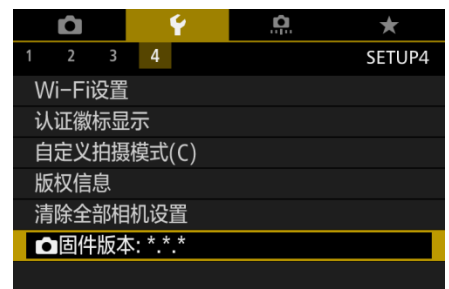 1 2 3 4 SETUP4
Wi-Fi设置
认证徽标显示
自定义拍摄模式(C)
版权信息
清除全部相机设置
固件版本: *.*.*